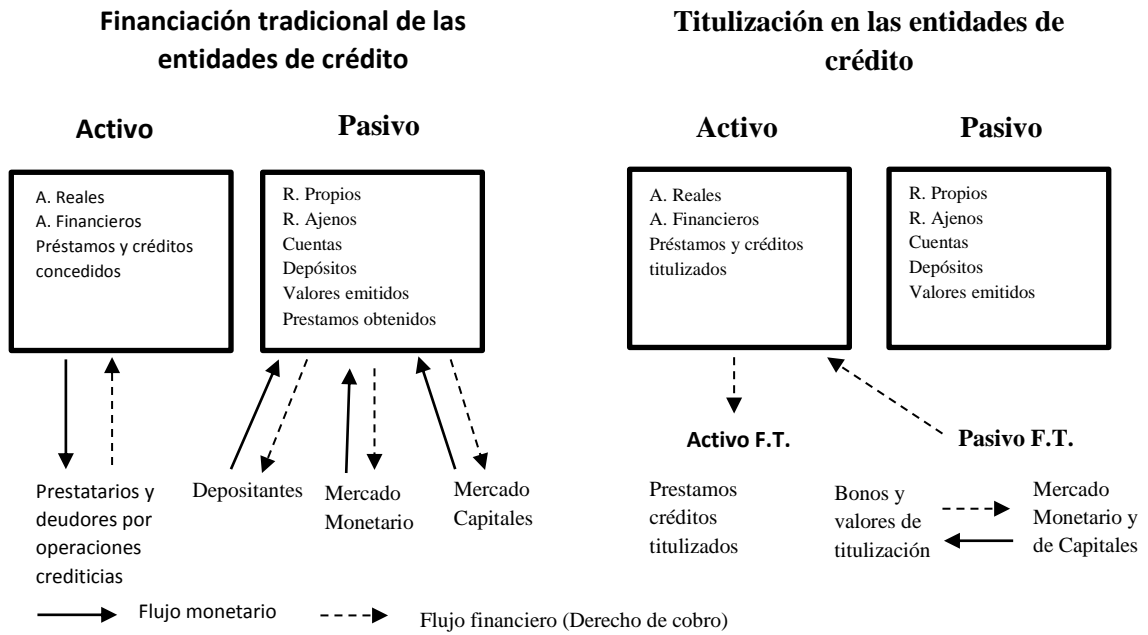 Financiación tradicional de las
entidades de crédito
Activo
Pasivo
A. Reales
A. Financieros
Préstamos y créditos
concedidos
R. Propios
R. Ajenos
Cuentas
Depósitos
Valores emitidos
Prestamos obtenidos
Prestatarios y
deudores por
operaciones
crediticias
Depositantes
Mercado
Monetario
Mercado
Capitales
Titulización en las entidades de
crédito
Activo
Pasivo
A. Reales
A. Financieros
Préstamos y créditos
titulizados
R. Propios
R. Ajenos
Cuentas
Depósitos
Valores emitidos
Activo F.T.
Pasivo F.T.
Prestamos
créditos
titulizados
Bonos y
valores de
titulización
Mercado
Monetario y
de Capitales
Flujo monetario
Flujo financiero (Derecho de cobro)